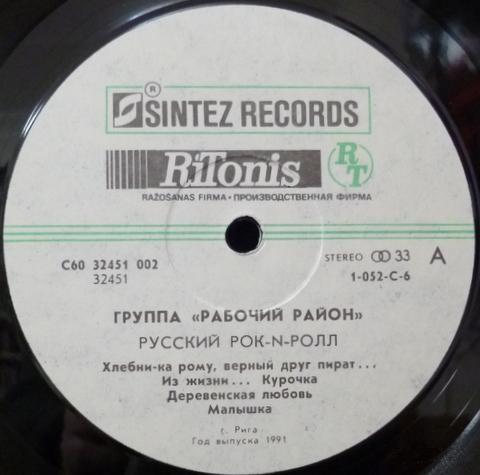 ®
SINTEZ RECORDS
RiTonis RT
RAŽOŠANAS FIRMA • ПРОИЗВОДСТВЕННАЯ ФИРМА
С60 32451 002
32451
STEREO 33 A
1-052-C-6
ГРУППА «РАБОЧИЙ РАЙОН»
РУССКИЙ РОК-N-РОЛЛ
Хлебни-ка рому, верный друг пират...
Из жизни... Курочка
Деревенская любовь
Малышка
г. Рига
Год выпуска 1991